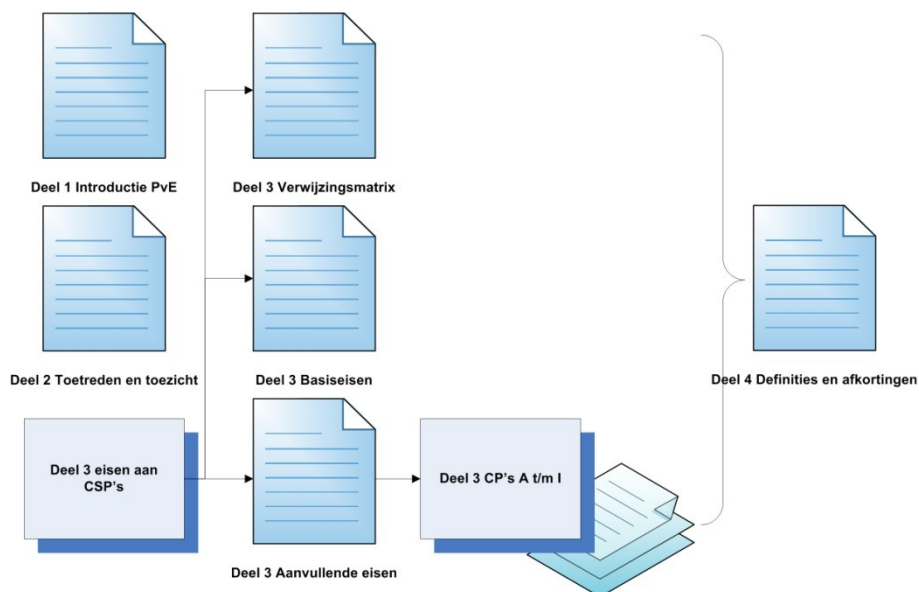 Deel 1 Introductie PvE
Deel 3 Verwijzingsmatrix
Deel 2 Toetreden en toezicht
Deel 3 Basiseisen
Deel 4 Definities en afkortingen
Deel 3 eisen aan
CSP's
Deel 3 CP's A t/m I
Deel 3 Aanvullende eisen